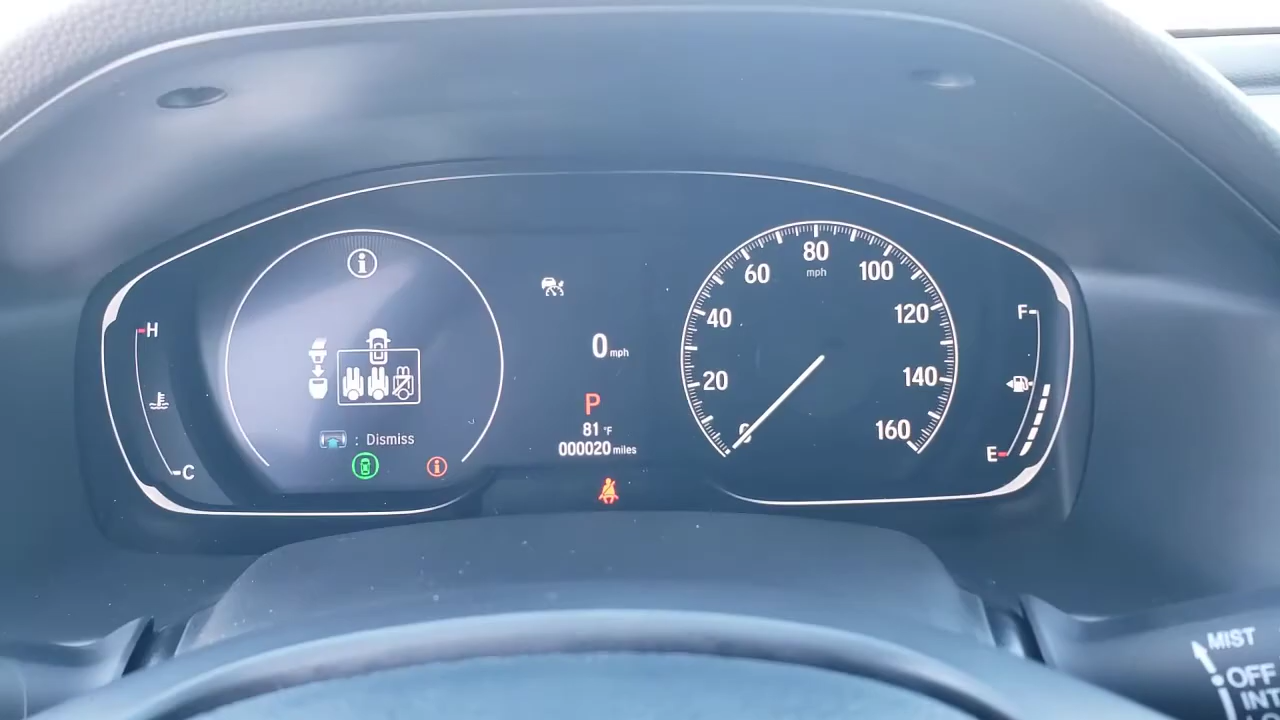 H
C
: Dismiss
0 mph
P
81 °F
000020 miles
0
20
40
60
80
mph
100
120
140
160
F
E
MIST
OFF
INT